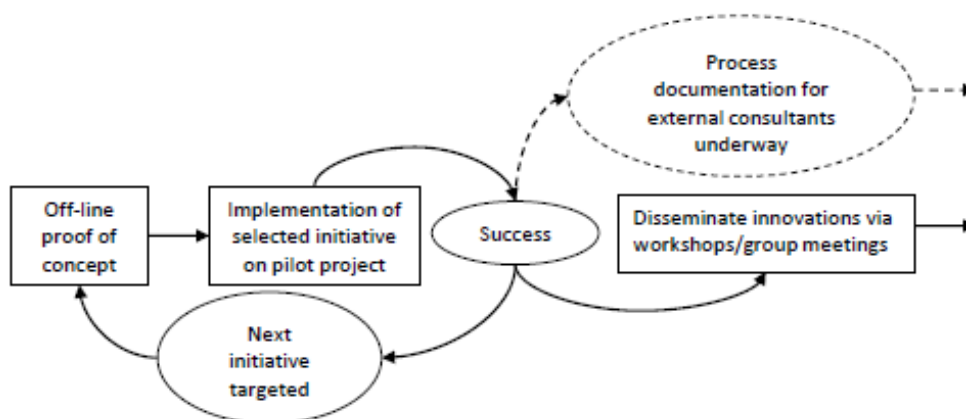 Process
documentation for
external consultants
underway
Off-line
proof of
concept
Implementation of
selected initiative
on pilot project
Success
Disseminate innovations via
workshops/group meetings
Next
initiative
targeted